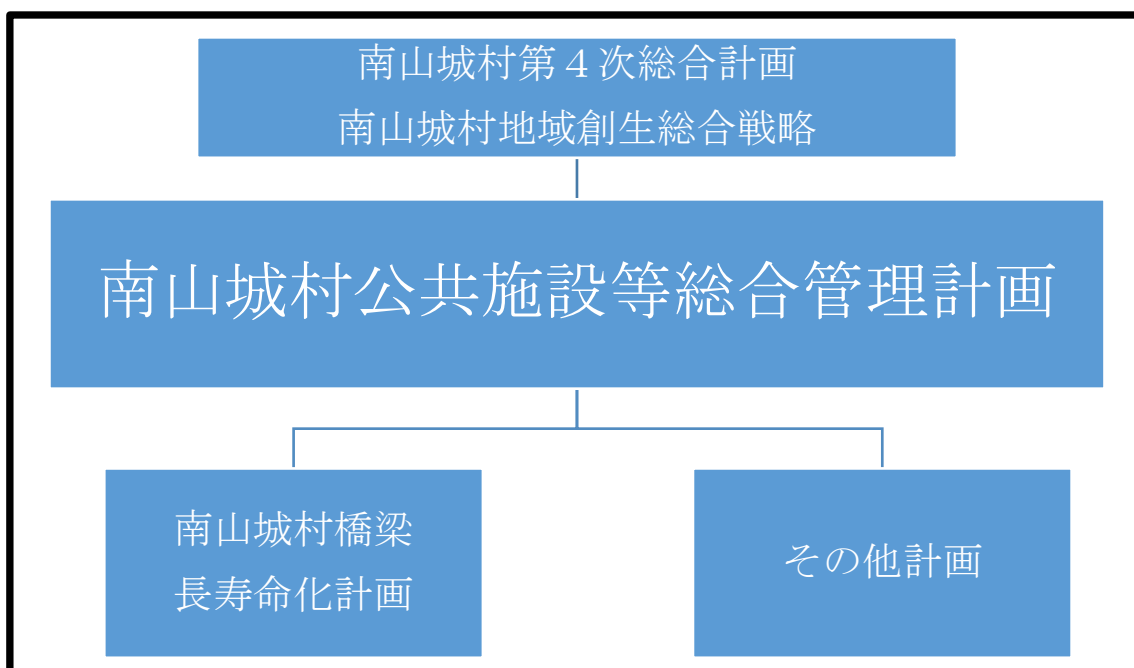 南山城村第４次総合計画
南山城村地域創生総合戦略
南山城村公共施設等総合管理計画
南山城村橋梁
長寿命化計画
その他計画